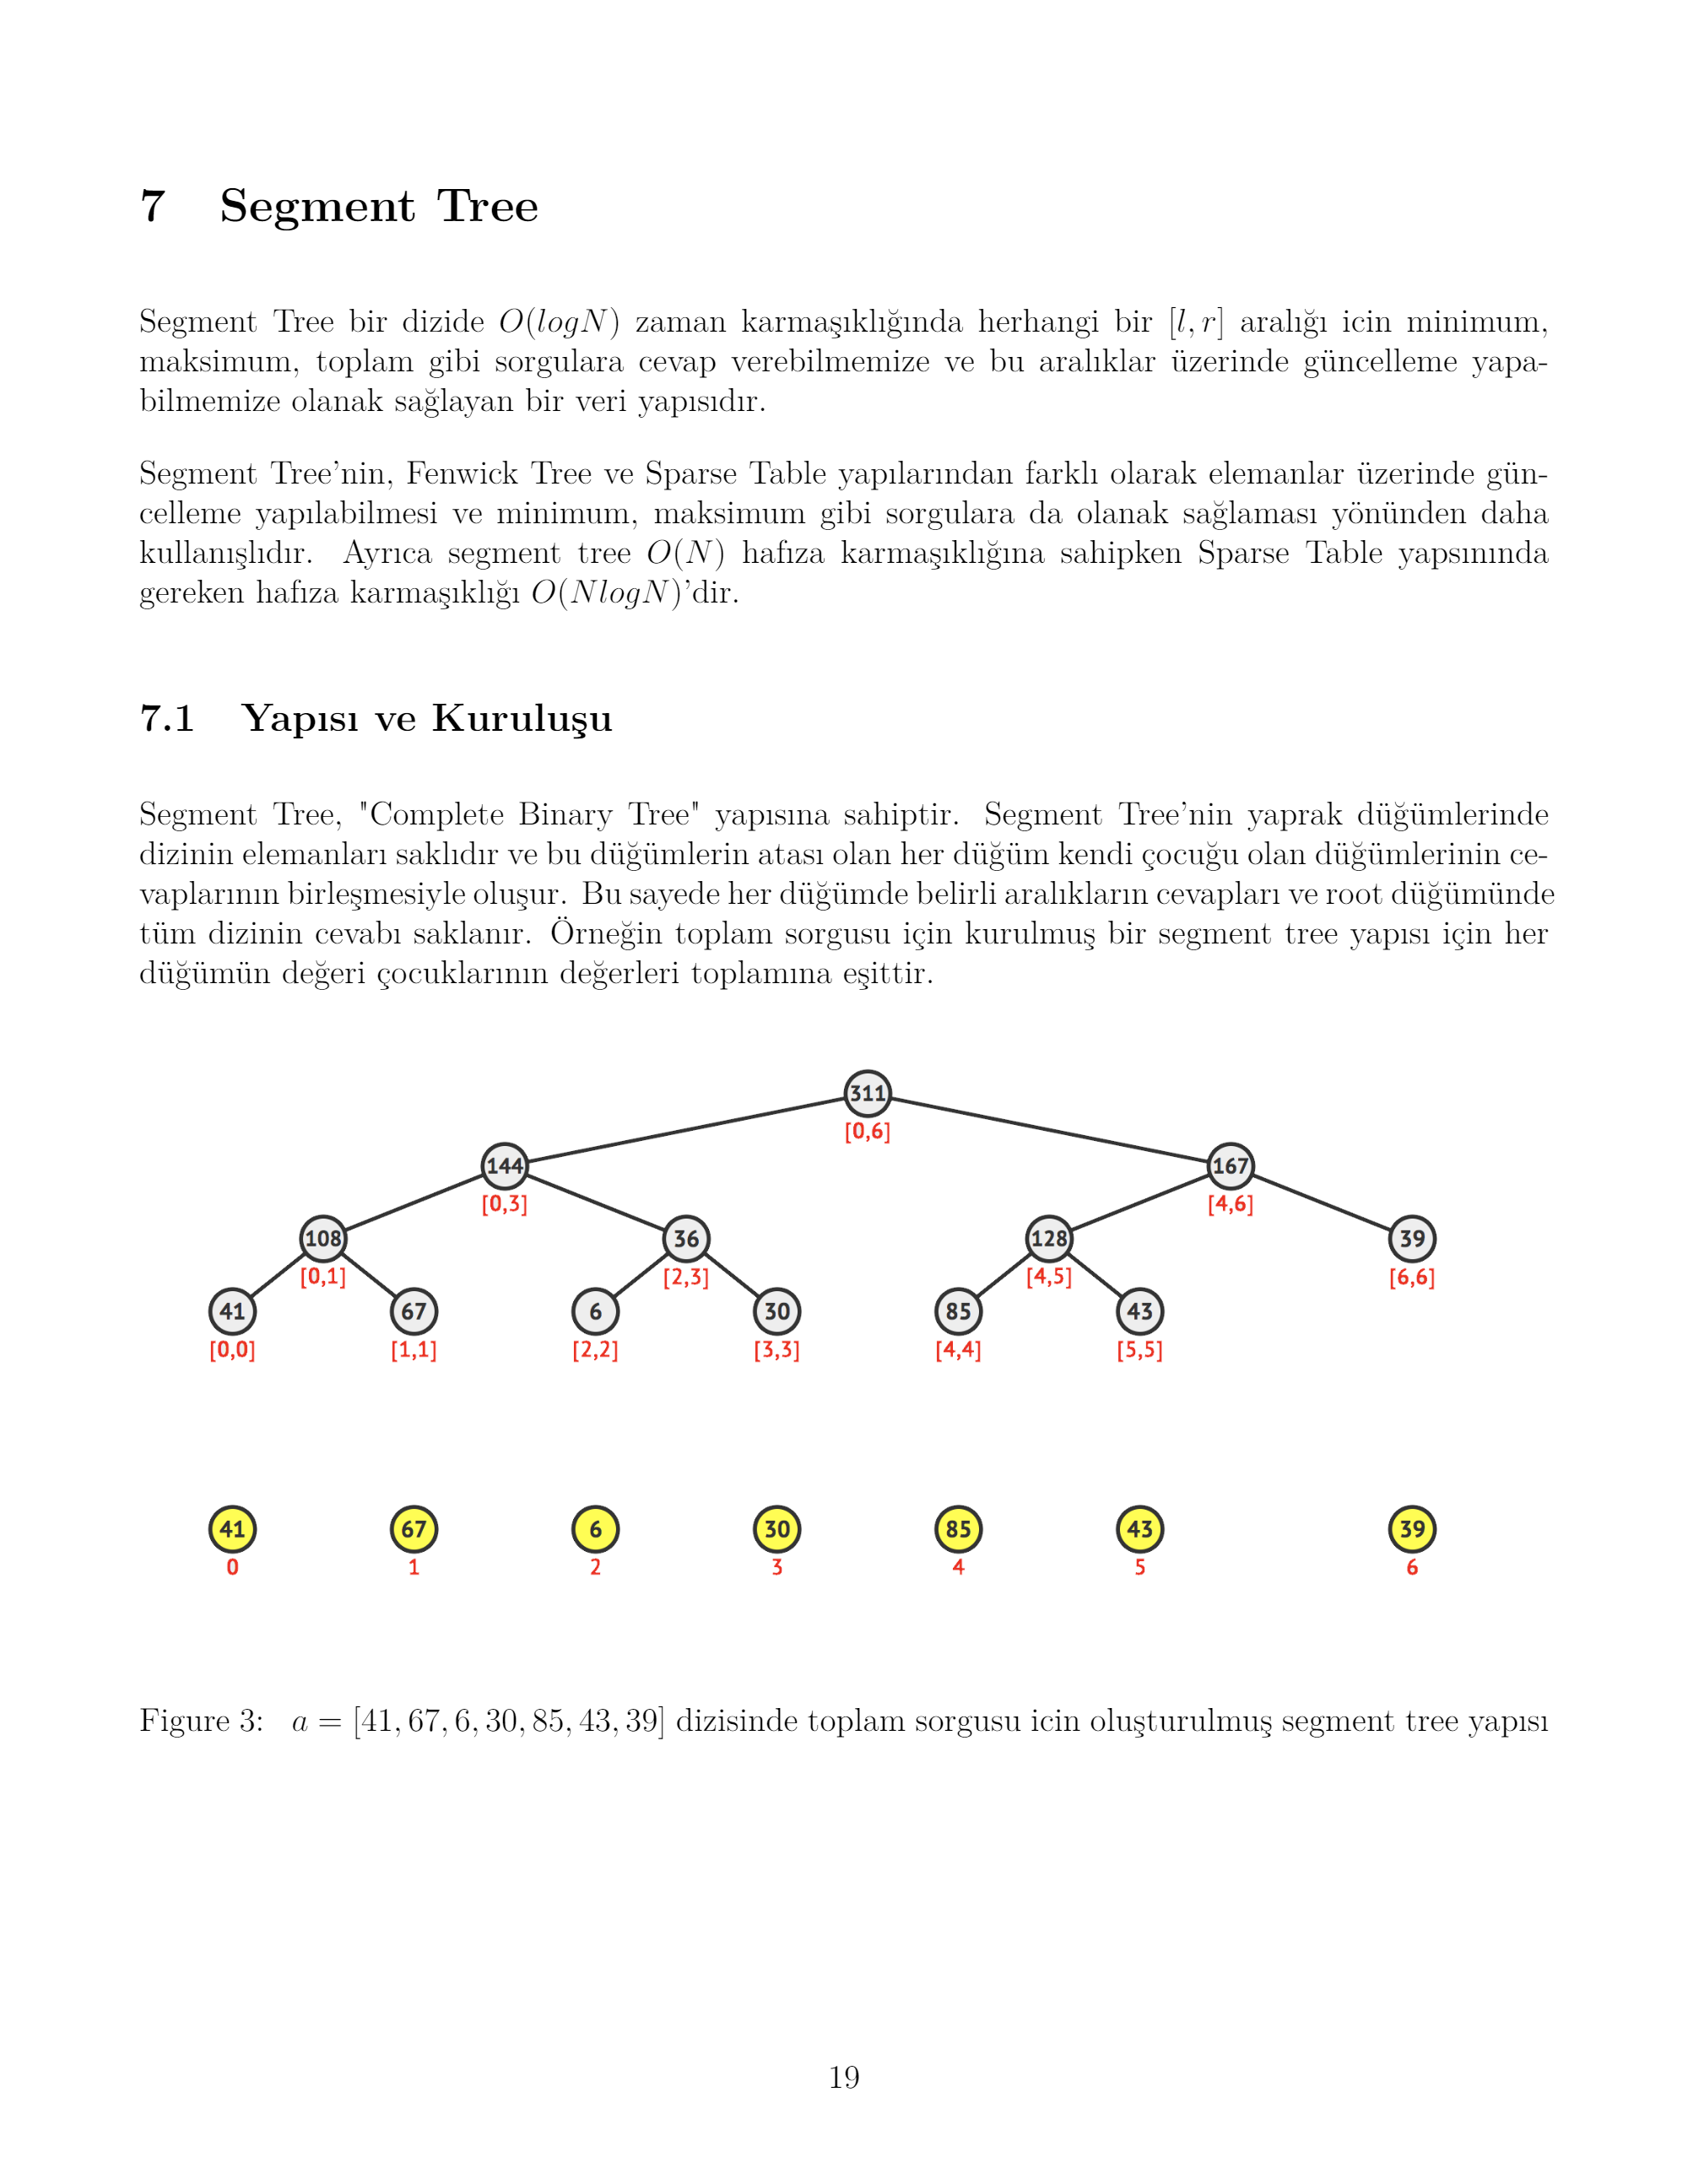 7 Segment Tree
Segment Tree bir dizide O(logN) zaman karmaşıklığında herhangi bir [l, r] aralığı icin minimum,
maksimum, toplam gibi sorgulara cevap verebilmemize ve bu aralıklar üzerinde güncelleme yapa-
bilmemize olanak sağlayan bir veri yapısıdır.
Segment Tree'nin, Fenwick Tree ve Sparse Table yapılarından farklı olarak elemanlar üzerinde gün-
celleme yapılabilmesi ve minimum, maksimum gibi sorgulara da olanak sağlaması yönünden daha
kullanışlıdır. Ayrıca segment tree O(N) hafıza karmaşıklığına sahipken Sparse Table yapsınında
gereken hafıza karmaşıklığı O(NlogN)'dir.
7.1 Yapısı ve Kuruluşu
Segment Tree, "Complete Binary Tree" yapısına sahiptir. Segment Tree'nin yaprak düğümlerinde
dizinin elemanları saklıdır ve bu düğümlerin atası olan her düğüm kendi çocuğu olan düğümlerinin ce-
vaplarının birleşmesiyle oluşur. Bu sayede her düğümde belirli aralıkların cevapları ve root düğümünde
tüm dizinin cevabı saklanır. Örneğin toplam sorgusu için kurulmuş bir segment tree yapısı için her
düğümün değeri çocuklarının değerleri toplamına eşittir.
311
[0,6]
144 167
[0,3] [4,6]
108 36 128 39
[0,1] [2,3] [4,5] [6,6]
41 67 6 30 85 43
[0,0] [1,1] [2,2] [3,3] [4,4] [5,5]
41 67 6 30 85 43 39
0 1 2 3 4 5 6
Figure 3: a = [41, 67, 6, 30, 85, 43, 39] dizisinde toplam sorgusu icin oluşturulmuş segment tree yapısı
19